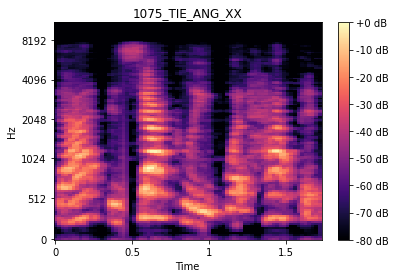 1075_TIE_ANG_XX
8192
4096
2048
1024
512
0
Hz
0
0.5
1
1.5
Time
+0 dB
-10 dB
-20 dB
-30 dB
-40 dB
-50 dB
-60 dB
-70 dB
-80 dB